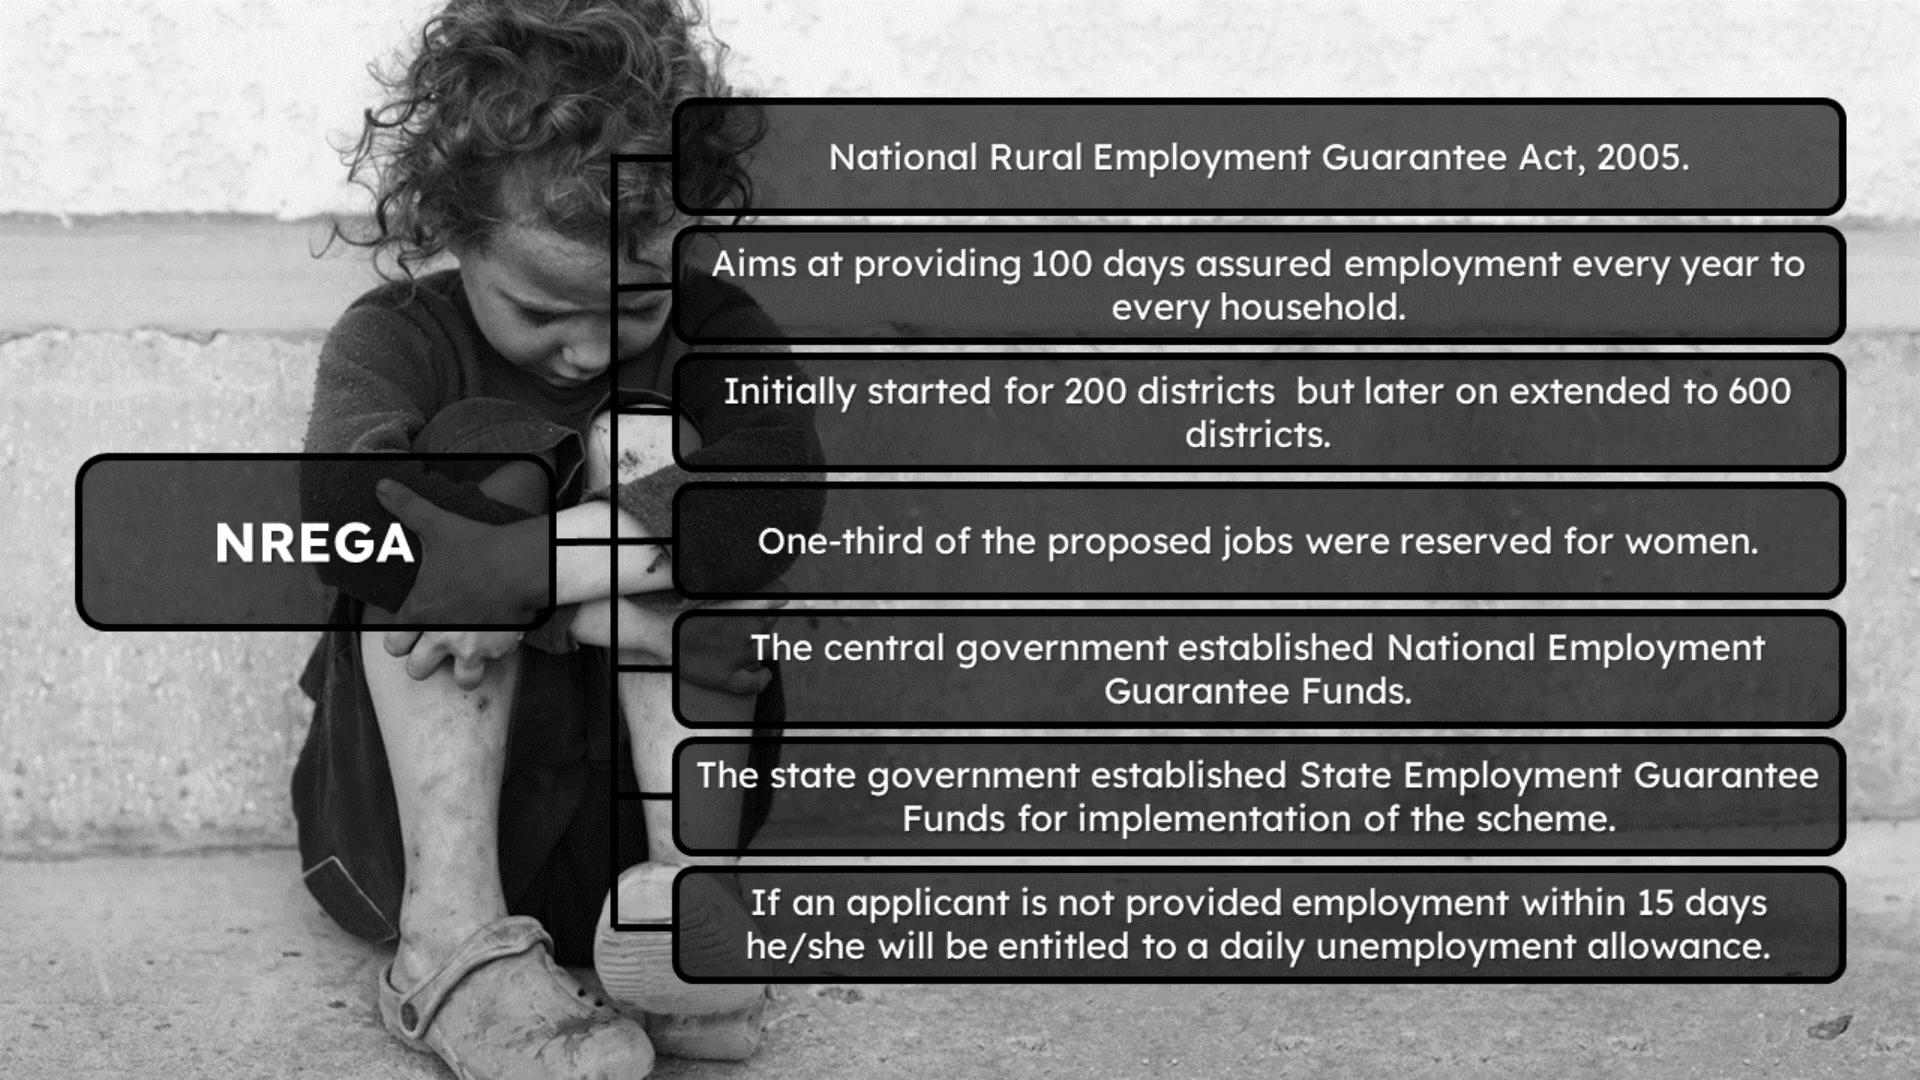 NREGA
National Rural Employment Guarantee Act, 2005.
Aims at providing 100 days assured employment every year to
every household.
Initially started for 200 districts  but later on extended to 600
districts.
One-third of the proposed jobs were reserved for women.
The central government established National Employment
Guarantee Funds.
The state government established State Employment Guarantee
Funds for implementation of the scheme.
If an applicant is not provided employment within 15 days
he/she will be entitled to a daily unemployment allowance.